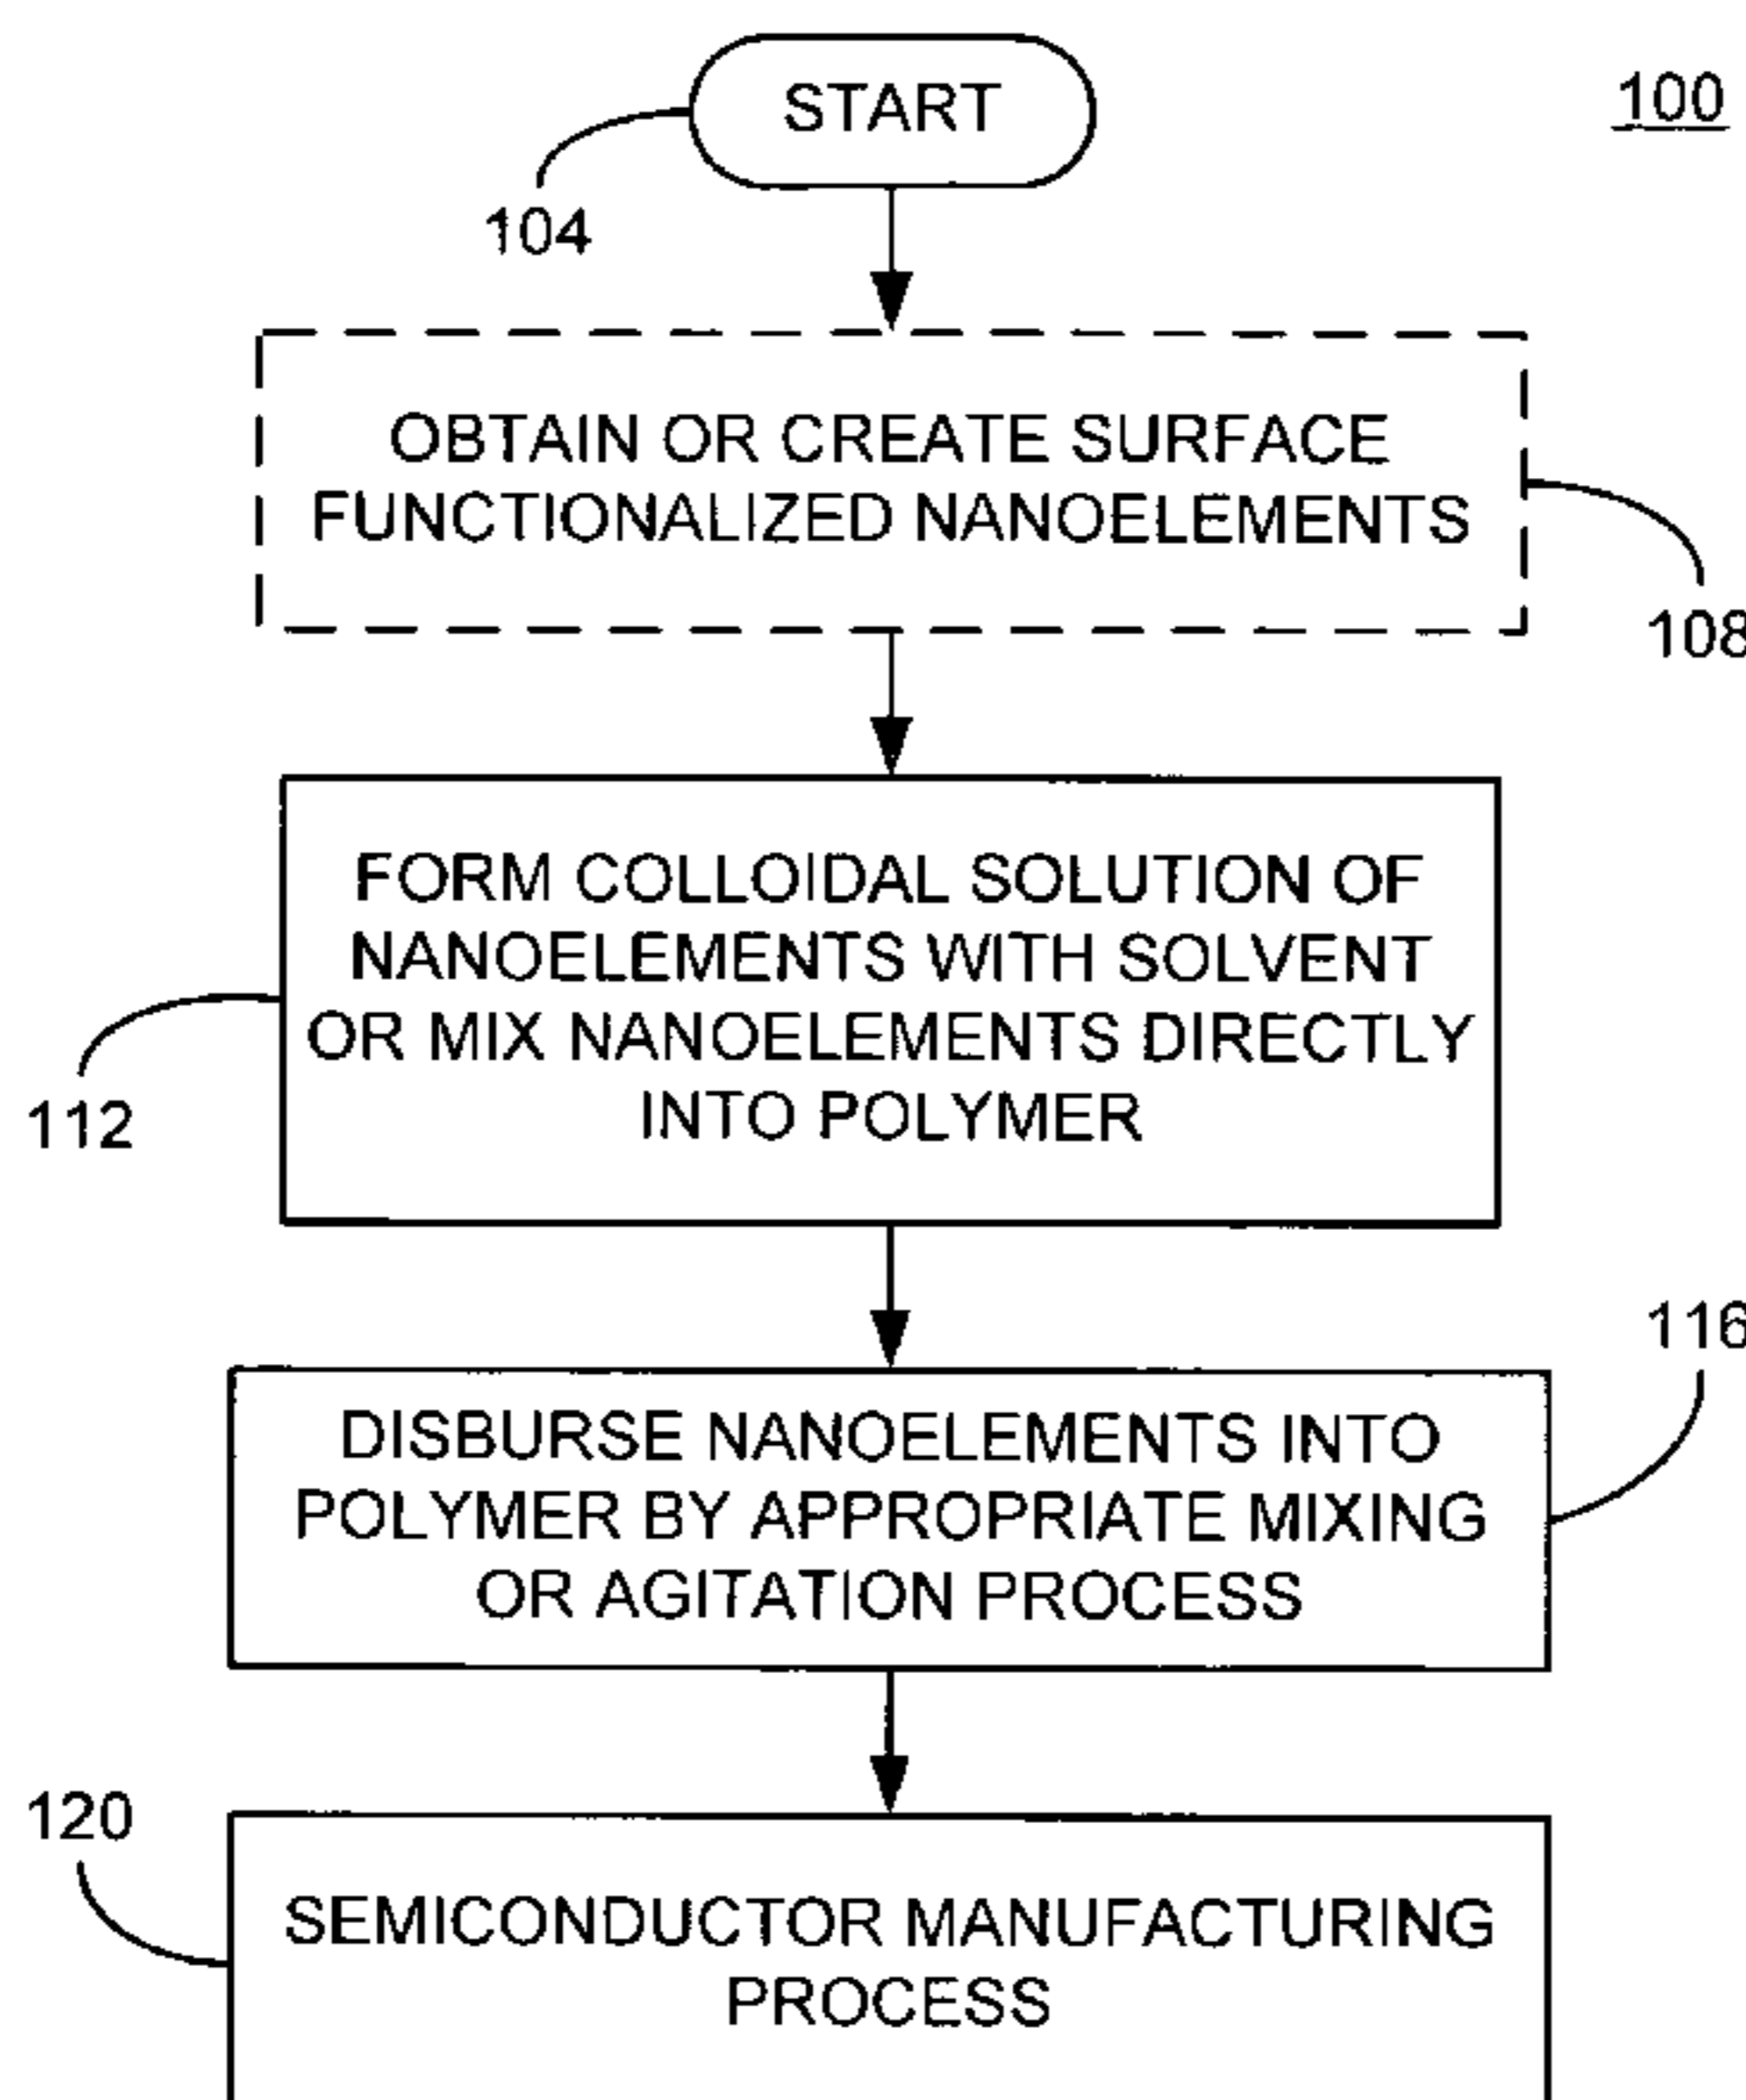 START
100
104
OBTAIN OR CREATE SURFACE
FUNCTIONALIZED NANOELEMENTS
108
FORM COLLOIDAL SOLUTION OF
NANOELEMENTS WITH SOLVENT
OR MIX NANOELEMENTS DIRECTLY
INTO POLYMER
112
116
DISBURSE NANOELEMENTS INTO
POLYMER BY APPROPRIATE MIXING
OR AGITATION PROCESS
120
SEMICONDUCTOR MANUFACTURING
PROCESS